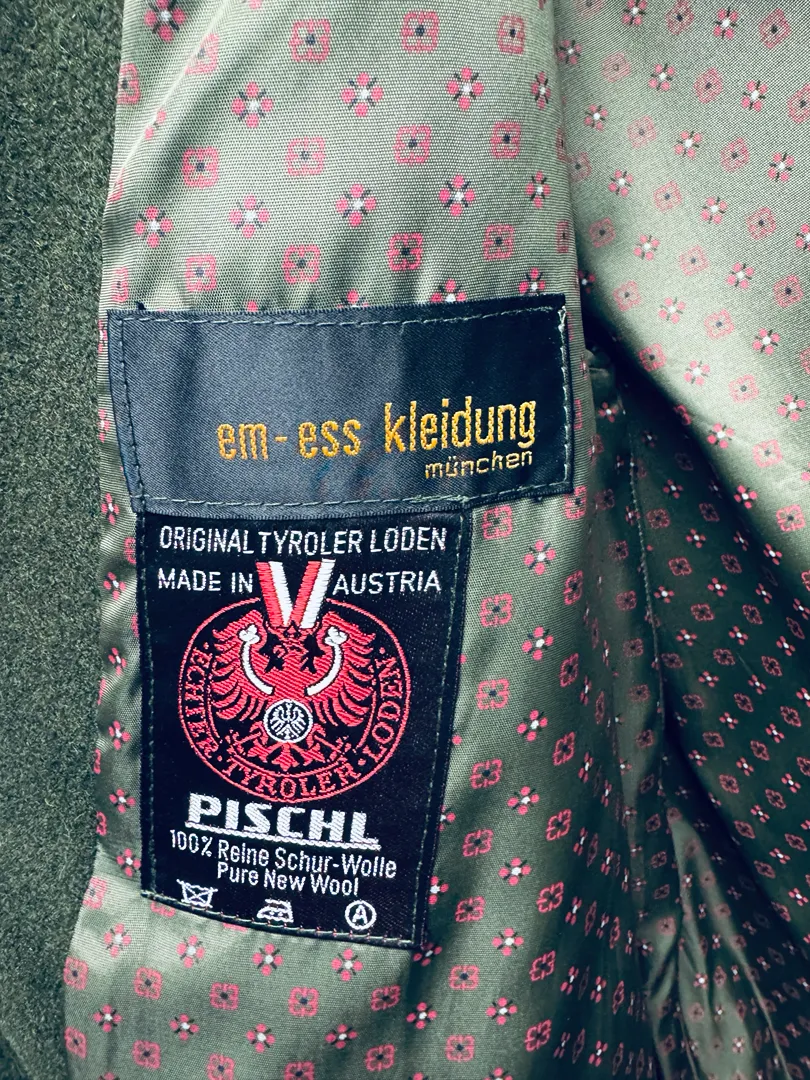 em-ess kleidung
münchen
ORIGINAL TYROLER LODEN
MADE IN AUSTRIA
ECHTER · TYROLER · LODEN
PISCHL
100% Reine Schur-Wolle
Pure New Wool
A